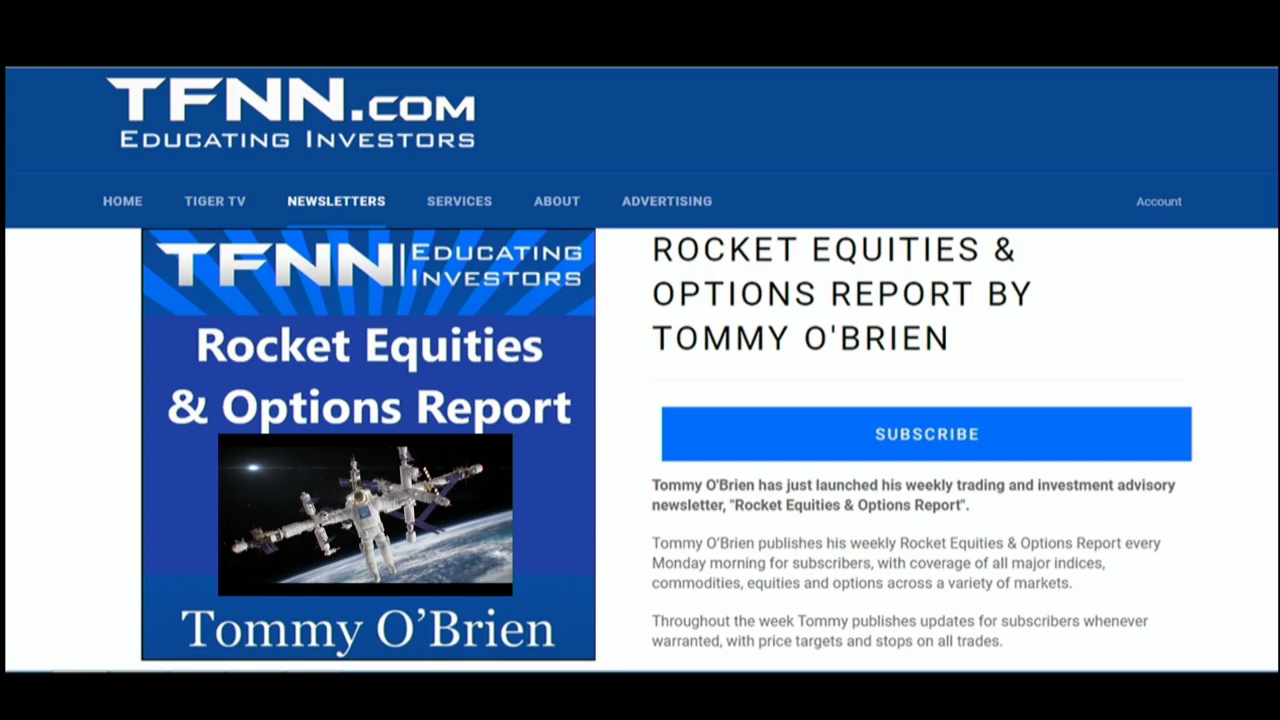 TFNN.COM
EDUCATING INVESTORS
HOME TIGER TV NEWSLETTERS SERVICES ABOUT ADVERTISING Account
TFNN EDUCATING
INVESTORS
Rocket Equities
& Options Report
Tommy O’Brien
ROCKET EQUITIES &
OPTIONS REPORT BY
TOMMY O'BRIEN
SUBSCRIBE
Tommy O'Brien has just launched his weekly trading and investment advisory
newsletter, "Rocket Equities & Options Report".
Tommy O'Brien publishes his weekly Rocket Equities & Options Report every
Monday morning for subscribers, with coverage of all major indices,
commodities, equities and options across a variety of markets.
Throughout the week Tommy publishes updates for subscribers whenever
warranted, with price targets and stops on all trades.